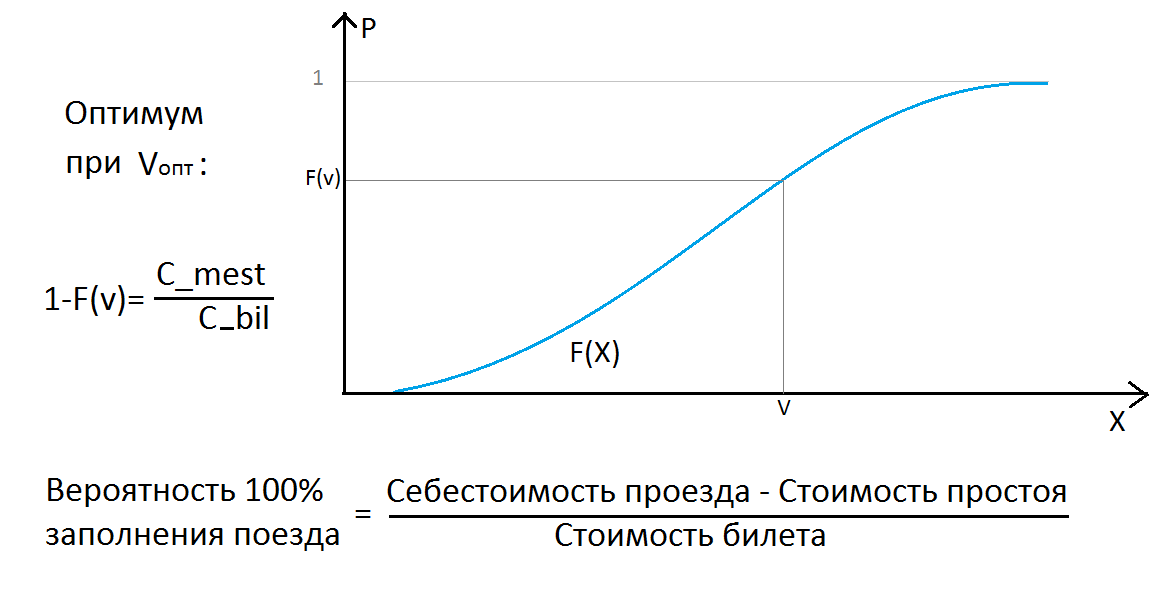 P
1
Оптимум
при Vопт :
F(v)
1-F(v)= C_mest
C_bil
F(X)
V
X
Вероятность 100%
заполнения поезда
=
Себестоимость проезда - Стоимость простоя
Стоимость билета